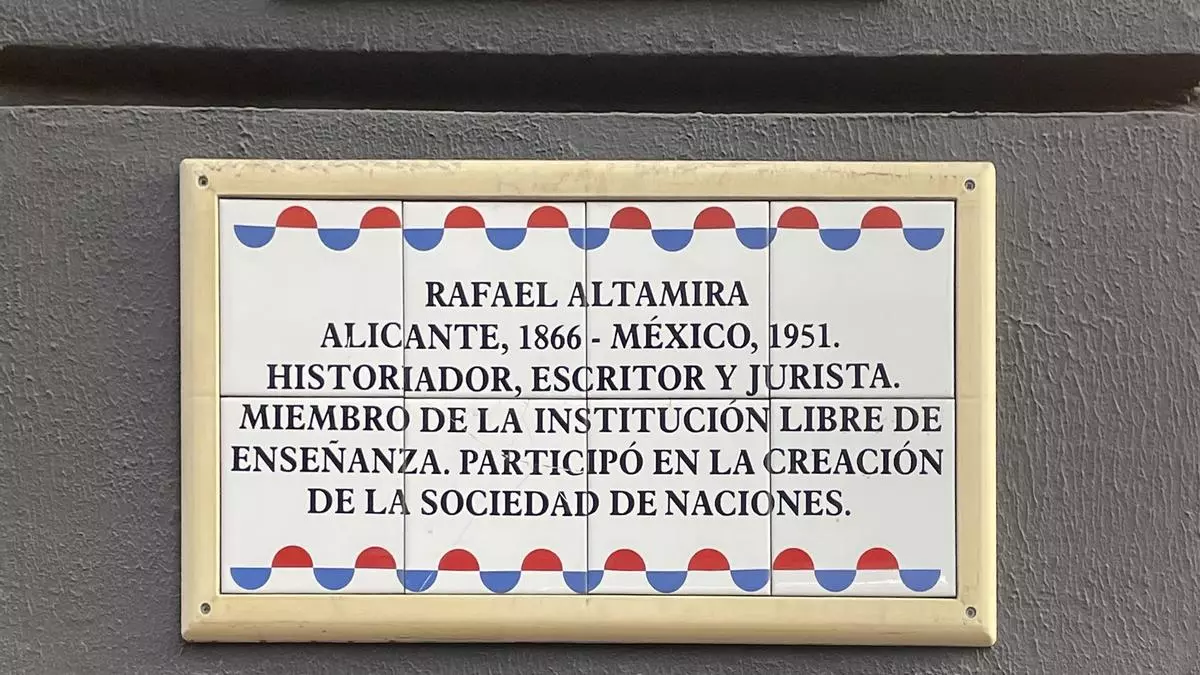 RAFAEL ALTAMIRA
ALICANTE, 1866 - MÉXICO, 1951.
HISTORIADOR, ESCRITOR Y JURISTA.
MIEMBRO DE LA INSTITUCIÓN LIBRE DE
ENSEÑANZA. PARTICIPÓ EN LA CREACIÓN
DE LA SOCIEDAD DE NACIONES.